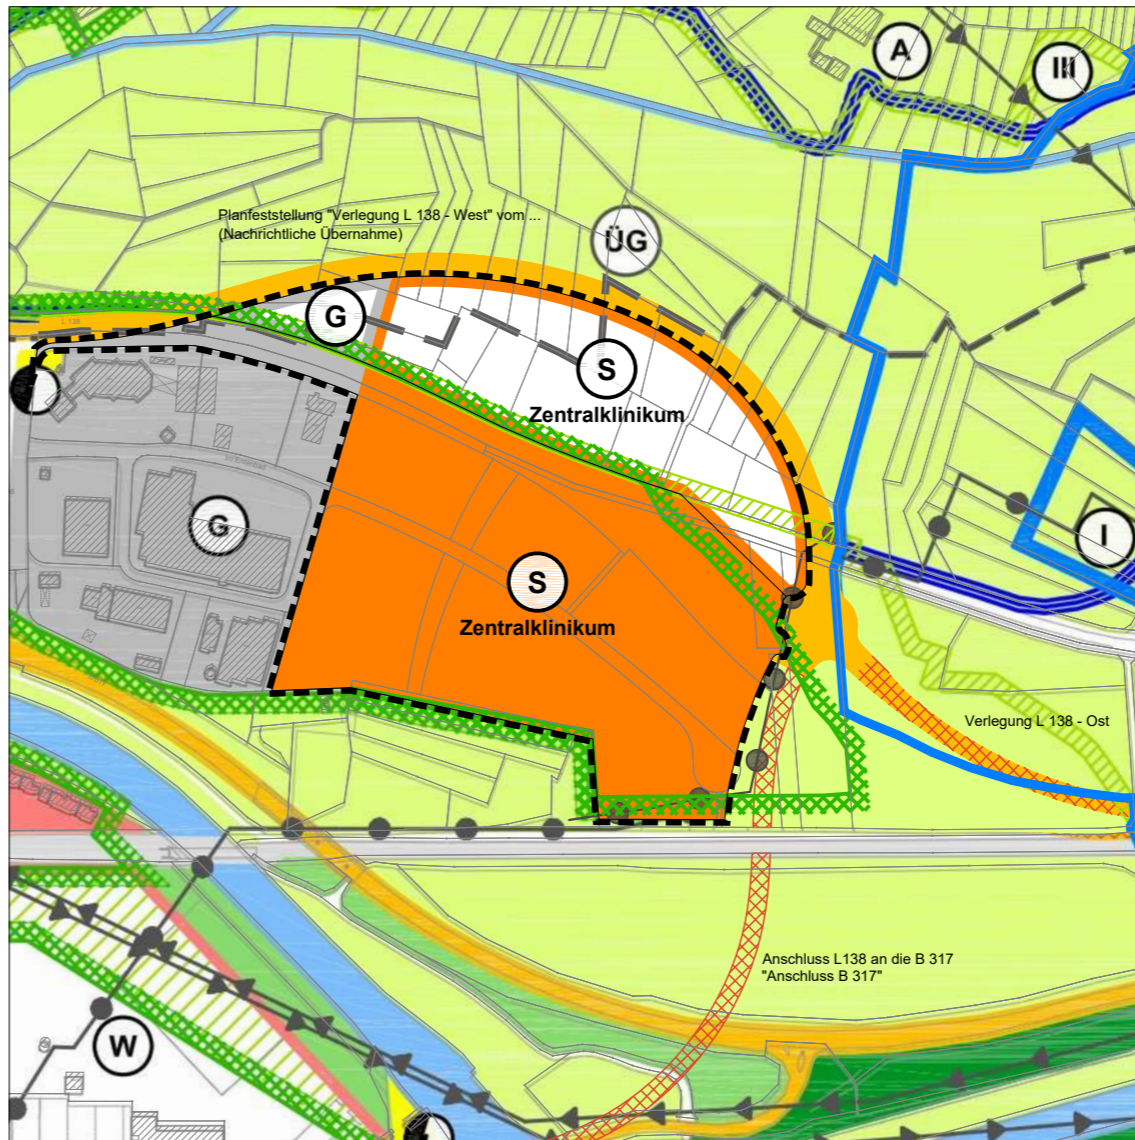 A
III
Planfeststellung "Verlegung L 138 - West" vom ...
(Nachrichtliche Übernahme)
ÜG
G
L 138
S
Zentralklinikum
G
I
S
Zentralklinikum
Verlegung L 138 - Ost
Anschluss L138 an die B 317
"Anschluss B 317"
W